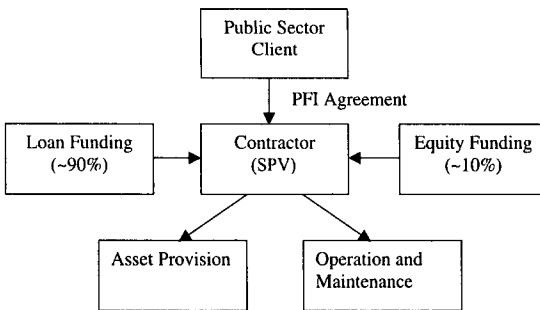 Public Sector
Client
PFI Agreement
Loan Funding
(~90%)
Contractor
(SPV)
Equity Funding
(~10%)
Asset Provision
Operation and
Maintenance